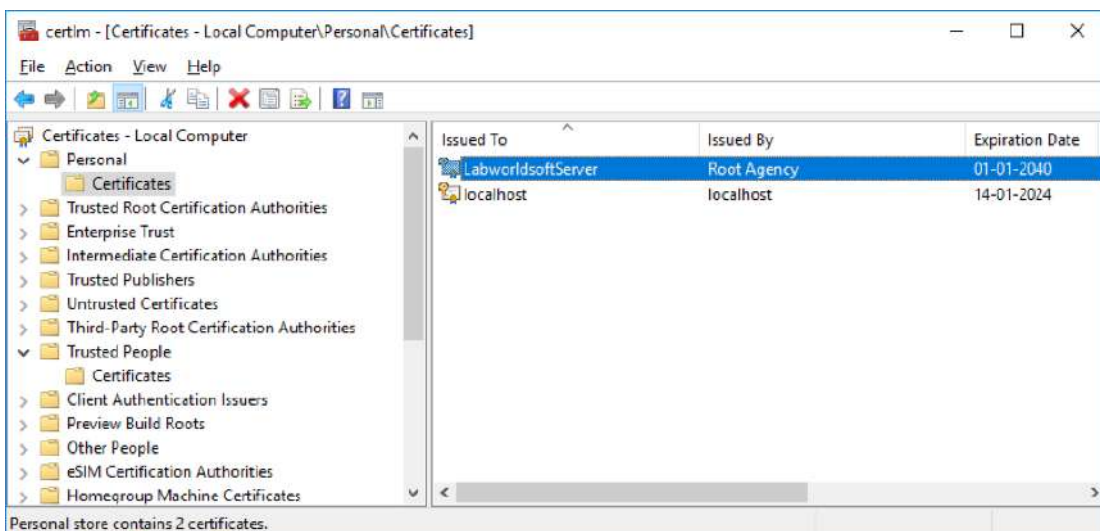 certlm - [Certificates - Local Computer\Personal\Certificates]
File Action View Help
Certificates - Local Computer
Personal
Certificates
Trusted Root Certification Authorities
Enterprise Trust
Intermediate Certification Authorities
Trusted Publishers
Untrusted Certificates
Third-Party Root Certification Authorities
Trusted People
Certificates
Client Authentication Issuers
Preview Build Roots
Other People
eSIM Certification Authorities
Homegroup Machine Certificates
Issued To Issued By Expiration Date
LabworldsoftServer Root Agency 01-01-2040
localhost localhost 14-01-2024
Personal store contains 2 certificates.